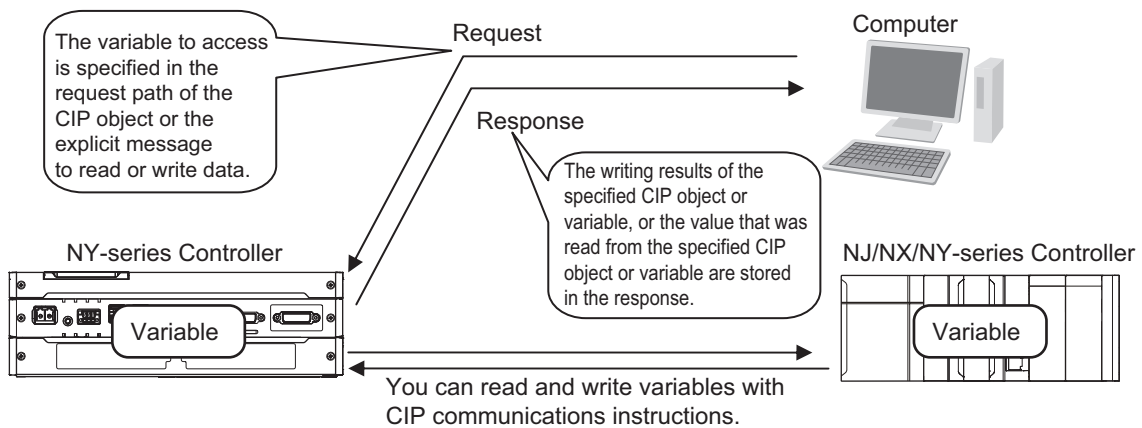 The variable to access
is specified in the
request path of the
CIP object or the
explicit message
to read or write data.
Request
Computer
Response
The writing results of the
specified CIP object or
variable, or the value that was
read from the specified CIP
object or variable are stored
in the response.
NY-series Controller
NJ/NX/NY-series Controller
Variable
Variable
You can read and write variables with
CIP communications instructions.